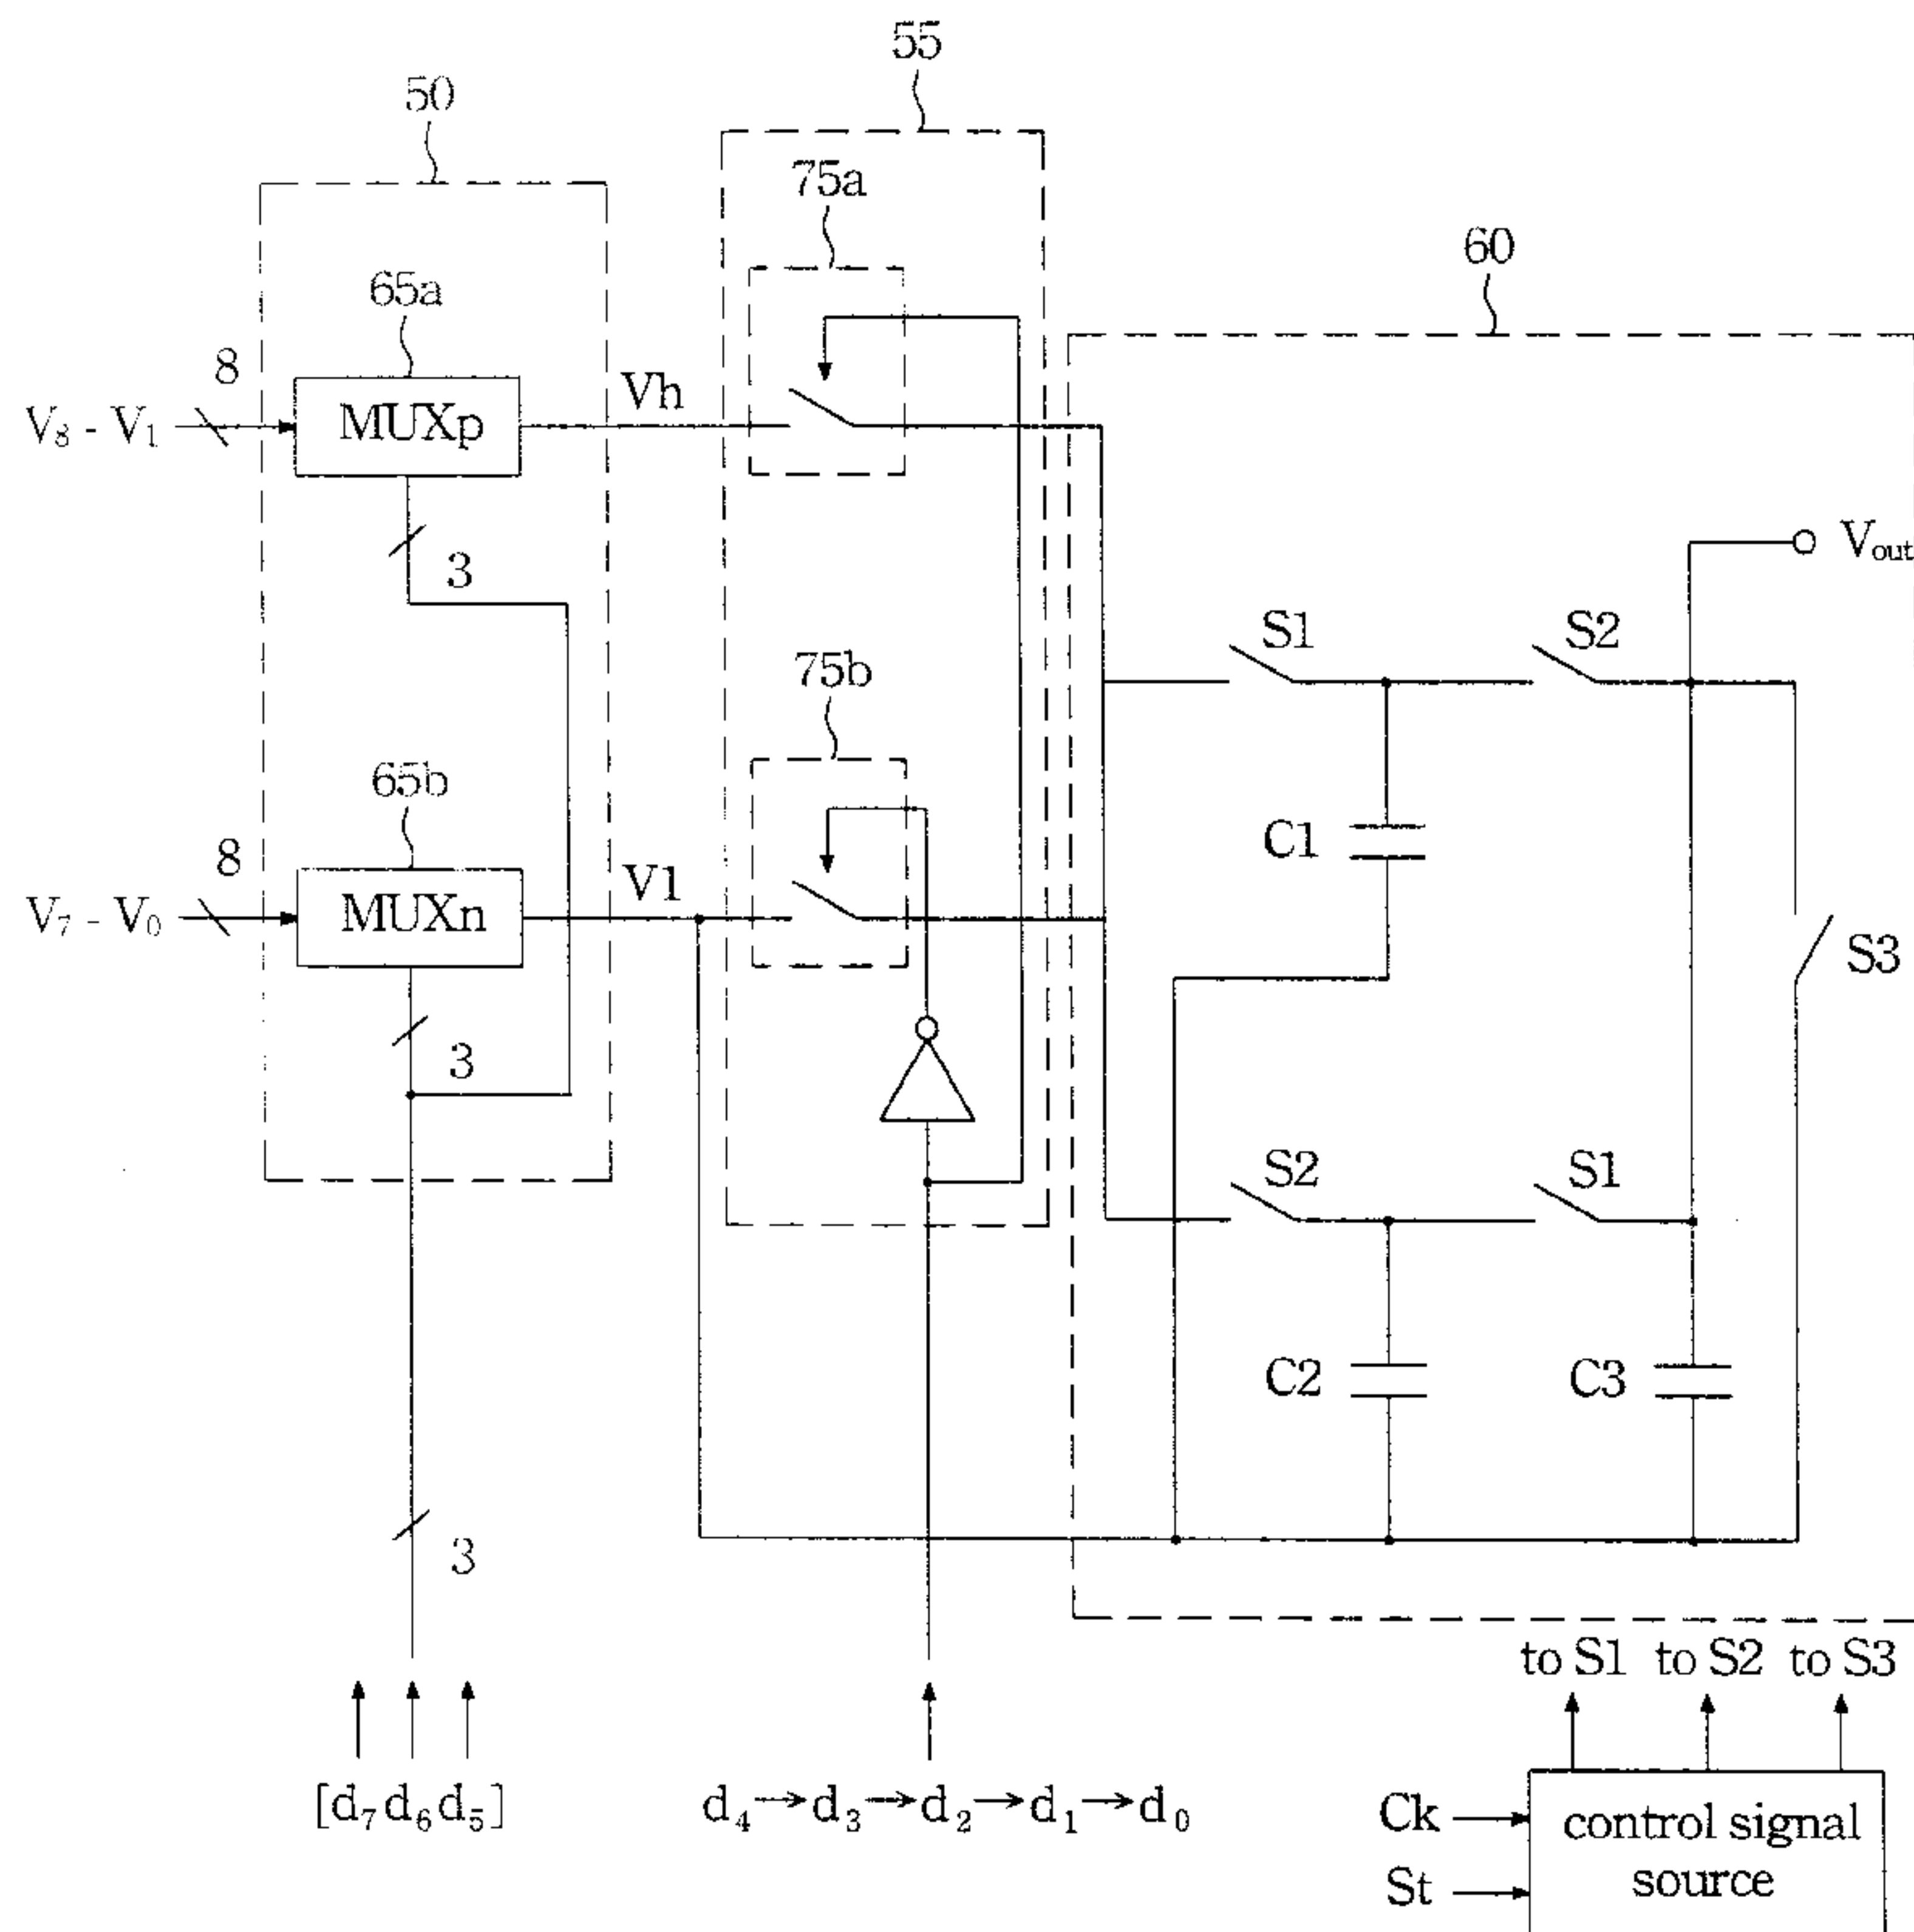 55
50
75a
60
65a
8
Vh
V₈ - V₁
MUXp
3
Vout
S1
S2
75b
65b
C1
8
V1
V₇ - V₀
MUXn
S3
3
S2
S1
C2
C3
3
to S1 to S2 to S3
[d₇ d₆ d₅]
d₄→d₃→d₂→d₁→d₀
Ck
control signal
source
St